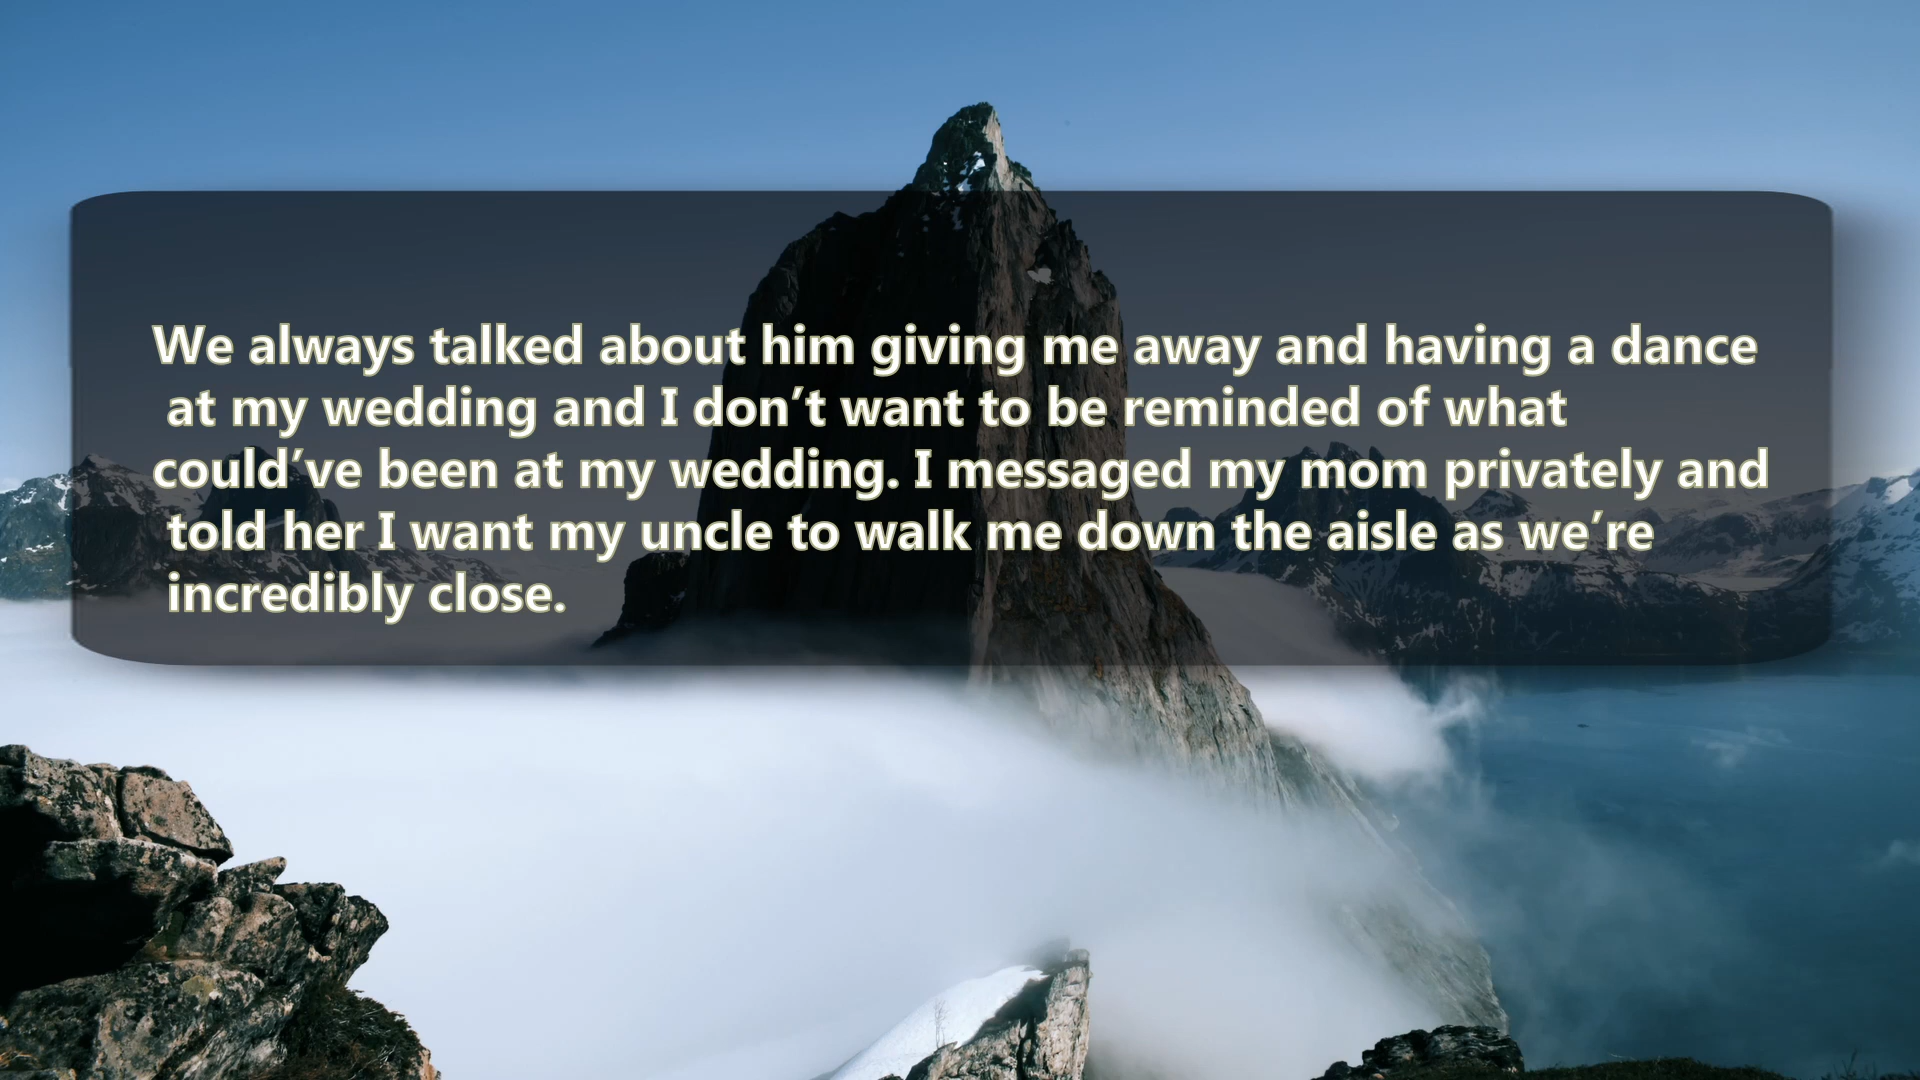 We always talked about him giving me away and having a dance
at my wedding and I don’t want to be reminded of what
could’ve been at my wedding. I messaged my mom privately and
told her I want my uncle to walk me down the aisle as we’re
incredibly close.